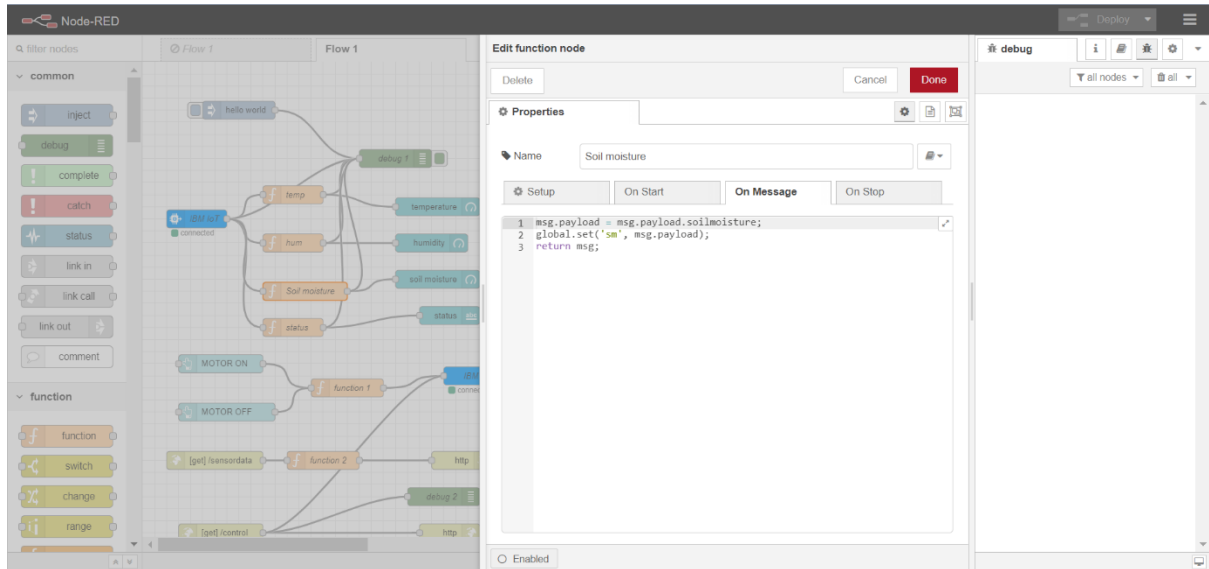 Node-RED
Deploy
filter nodes
Flow 1
Flow 1
Edit function node
debug
i
Delete
Cancel
Done
all nodes
all
common
Properties
inject
hello world
debug
debug 1
Name
Soil moisture
complete
Setup
On Start
On Message
On Stop
catch
temp
temperature
IBM IoT
connected
status
hum
humidity
link in
Soil moisture
soil moisture
link call
status
status
link out
comment
MOTOR ON
function 1
function
MOTOR OFF
function
[get] /sensordata
function 2
http
switch
change
debug 2
range
[get] /control
http
1 msg.payload = msg.payload.soilmoisture;
2 global.set('sm', msg.payload);
3 return msg;
Enabled